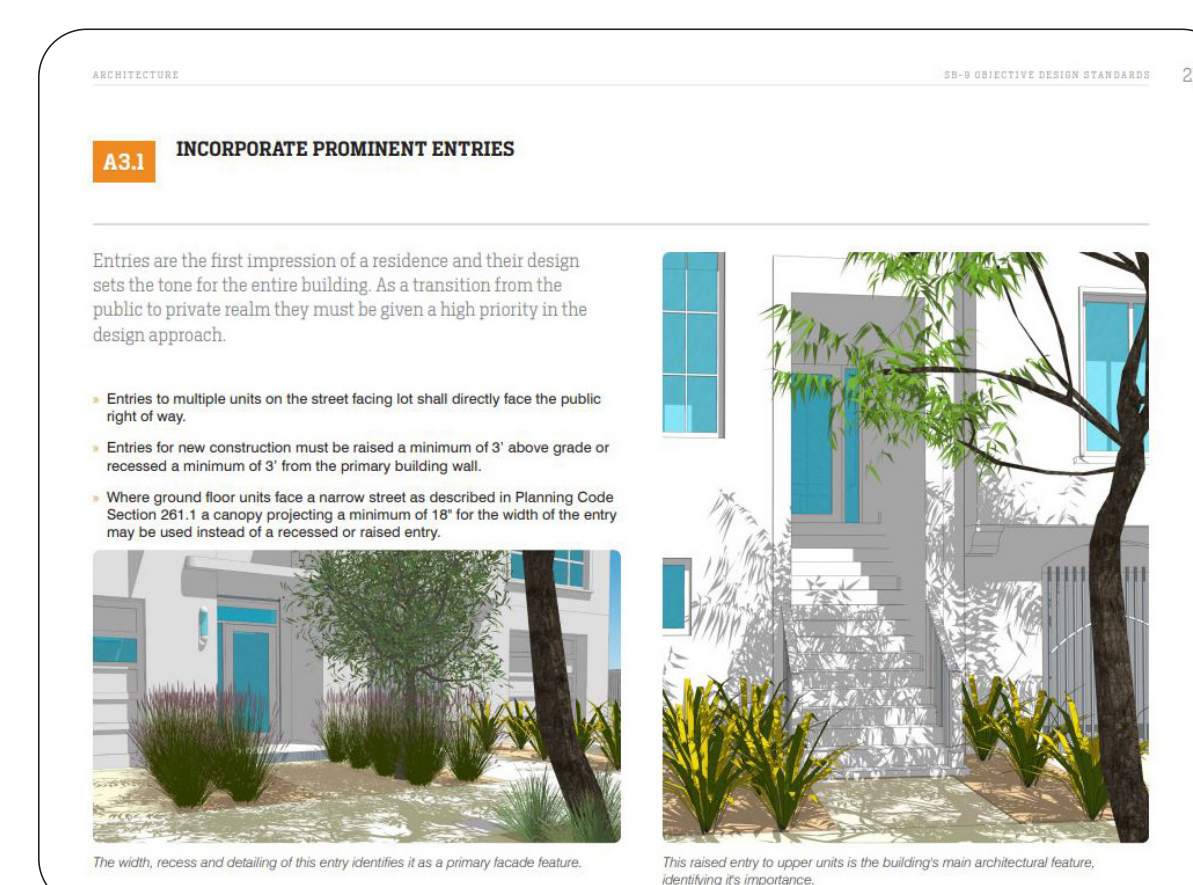 ARCHITECTURE
SB-9 OBJECTIVE DESIGN STANDARDS
A3.1
INCORPORATE PROMINENT ENTRIES
Entries are the first impression of a residence and their design
sets the tone for the entire building. As a transition from the
public to private realm they must be given a high priority in the
design approach.
» Entries to multiple units on the street facing lot shall directly face the public
right of way.
» Entries for new construction must be raised a minimum of 3' above grade or
recessed a minimum of 3' from the primary building wall.
» Where ground floor units face a narrow street as described in Planning Code
Section 261.1 a canopy projecting a minimum of 18" for the width of the entry
may be used instead of a recessed or raised entry.
The width, recess and detailing of this entry identifies it as a primary facade feature.
This raised entry to upper units is the building's main architectural feature,
identifying it's importance.